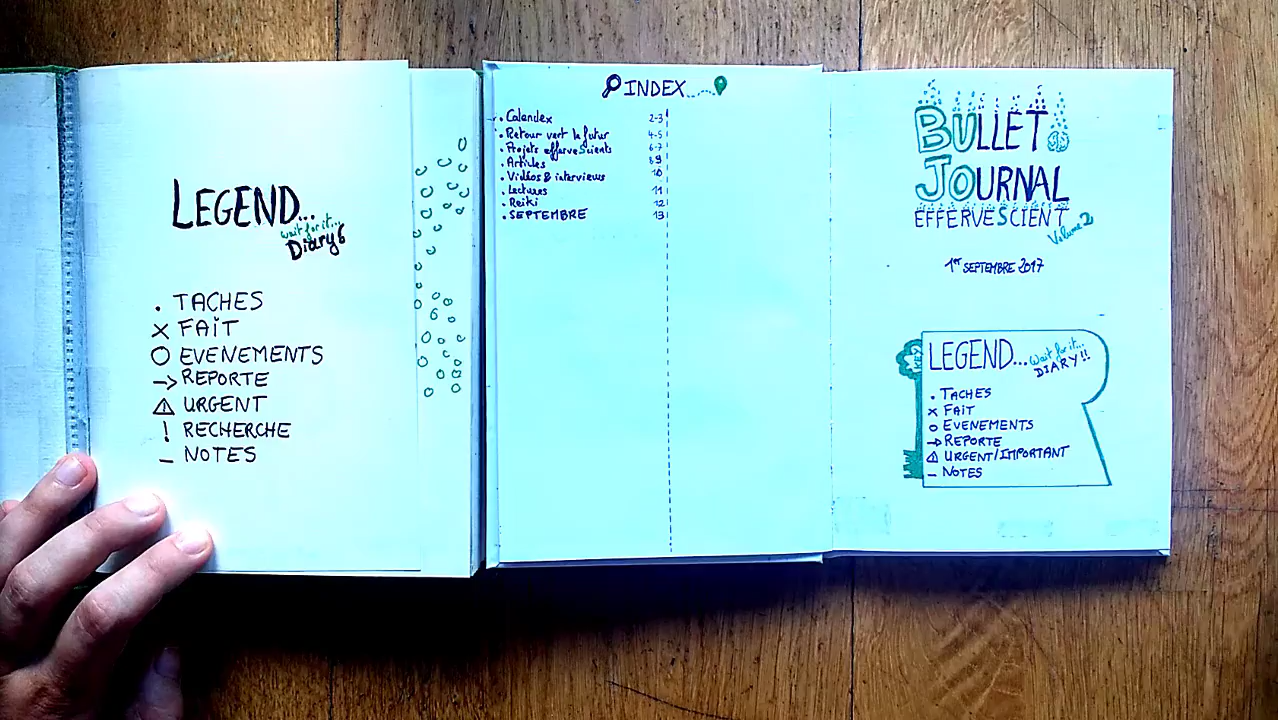 LEGEND...
wait for it...
Diary 6
. TACHES
× FAIT
○ EVENEMENTS
→ REPORTE
⚠ URGENT
! RECHERCHE
_ NOTES
INDEX
• Calendex 2-3
• Retour vert le futur 4-5
• Projets effervescients 6-7
• Articles 8-9
• Vidéos & interviews 10
• Lectures 11
• Reiki 12
• SEPTEMBRE 13
BULLET
JOURNAL
EFFERVESCIENT
Volume 2
1er SEPTEMBRE 2017
KEY
LEGEND...
wait for it...
DIARY!!
. TACHES
× FAIT
○ EVENEMENTS
→ REPORTE
⚠ URGENT/IMPORTANT
– NOTES